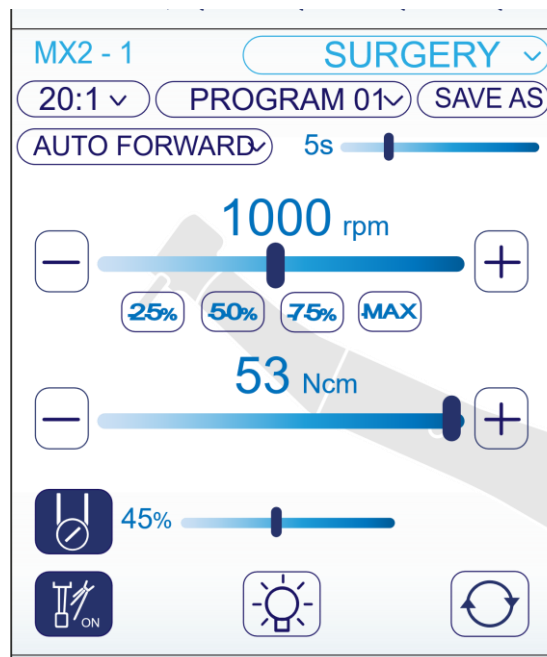 MX2 - 1 SURGERY
20:1 PROGRAM 01 SAVE AS
AUTO FORWARD 5s
1000 rpm
25% 50% 75% MAX
53 Ncm
45%
ON